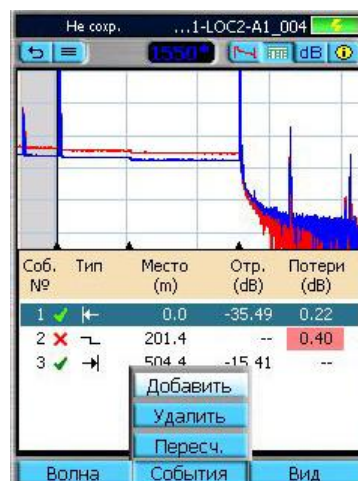 Не сохр. ...1-LOC2-A1_004
1550* dB
Соб. Тип Место Отр. Потери
№ (m) (dB) (dB)
1 0.0 -35.49 0.22
2 201.4 -- 0.40
3 504.4 -15.41 --
Добавить
Удалить
Пересч.
Волна События Вид